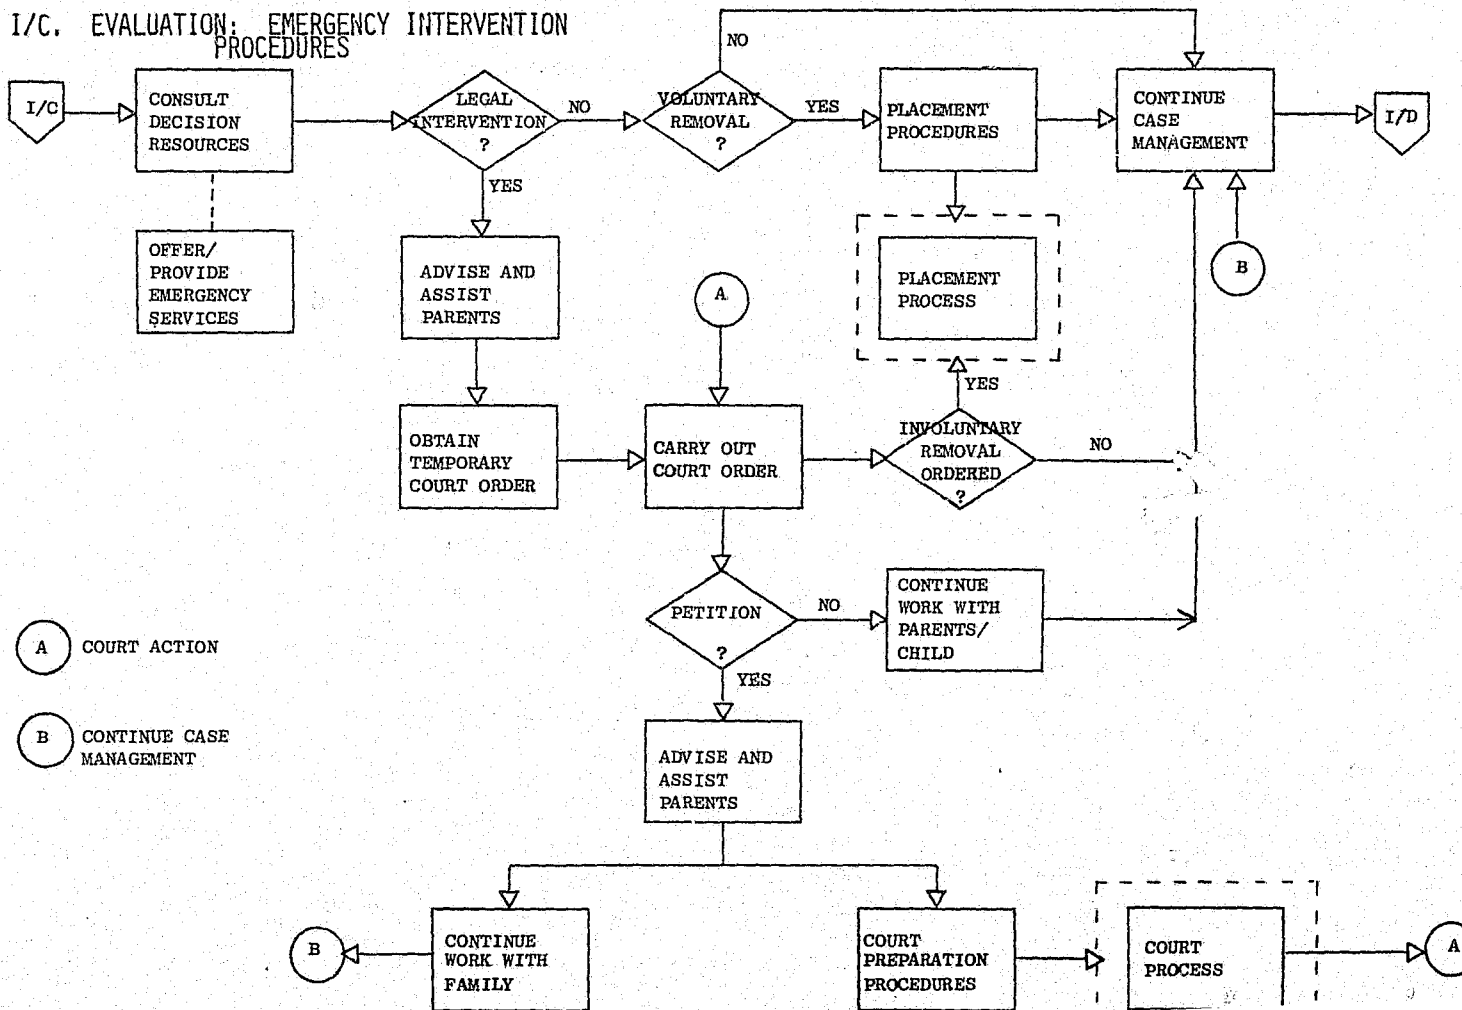 I/C. EVALUATION: EMERGENCY INTERVENTION
PROCEDURES
NO
I/C
CONSULT
DECISION
RESOURCES
LEGAL
INTERVENTION
?
NO
VOLUNTARY
REMOVAL
?
YES
PLACEMENT
PROCEDURES
CONTINUE
CASE
MANAGEMENT
I/D
YES
OFFER/
PROVIDE
EMERGENCY
SERVICES
ADVISE AND
ASSIST
PARENTS
A
PLACEMENT
PROCESS
B
YES
OBTAIN
TEMPORARY
COURT ORDER
CARRY OUT
COURT ORDER
INVOLUNTARY
REMOVAL
ORDERED
?
NO
PETITION
?
NO
CONTINUE
WORK WITH
PARENTS/
CHILD
A COURT ACTION
YES
B CONTINUE CASE
MANAGEMENT
ADVISE AND
ASSIST
PARENTS
B
CONTINUE
WORK WITH
FAMILY
COURT
PREPARATION
PROCEDURES
COURT
PROCESS
A